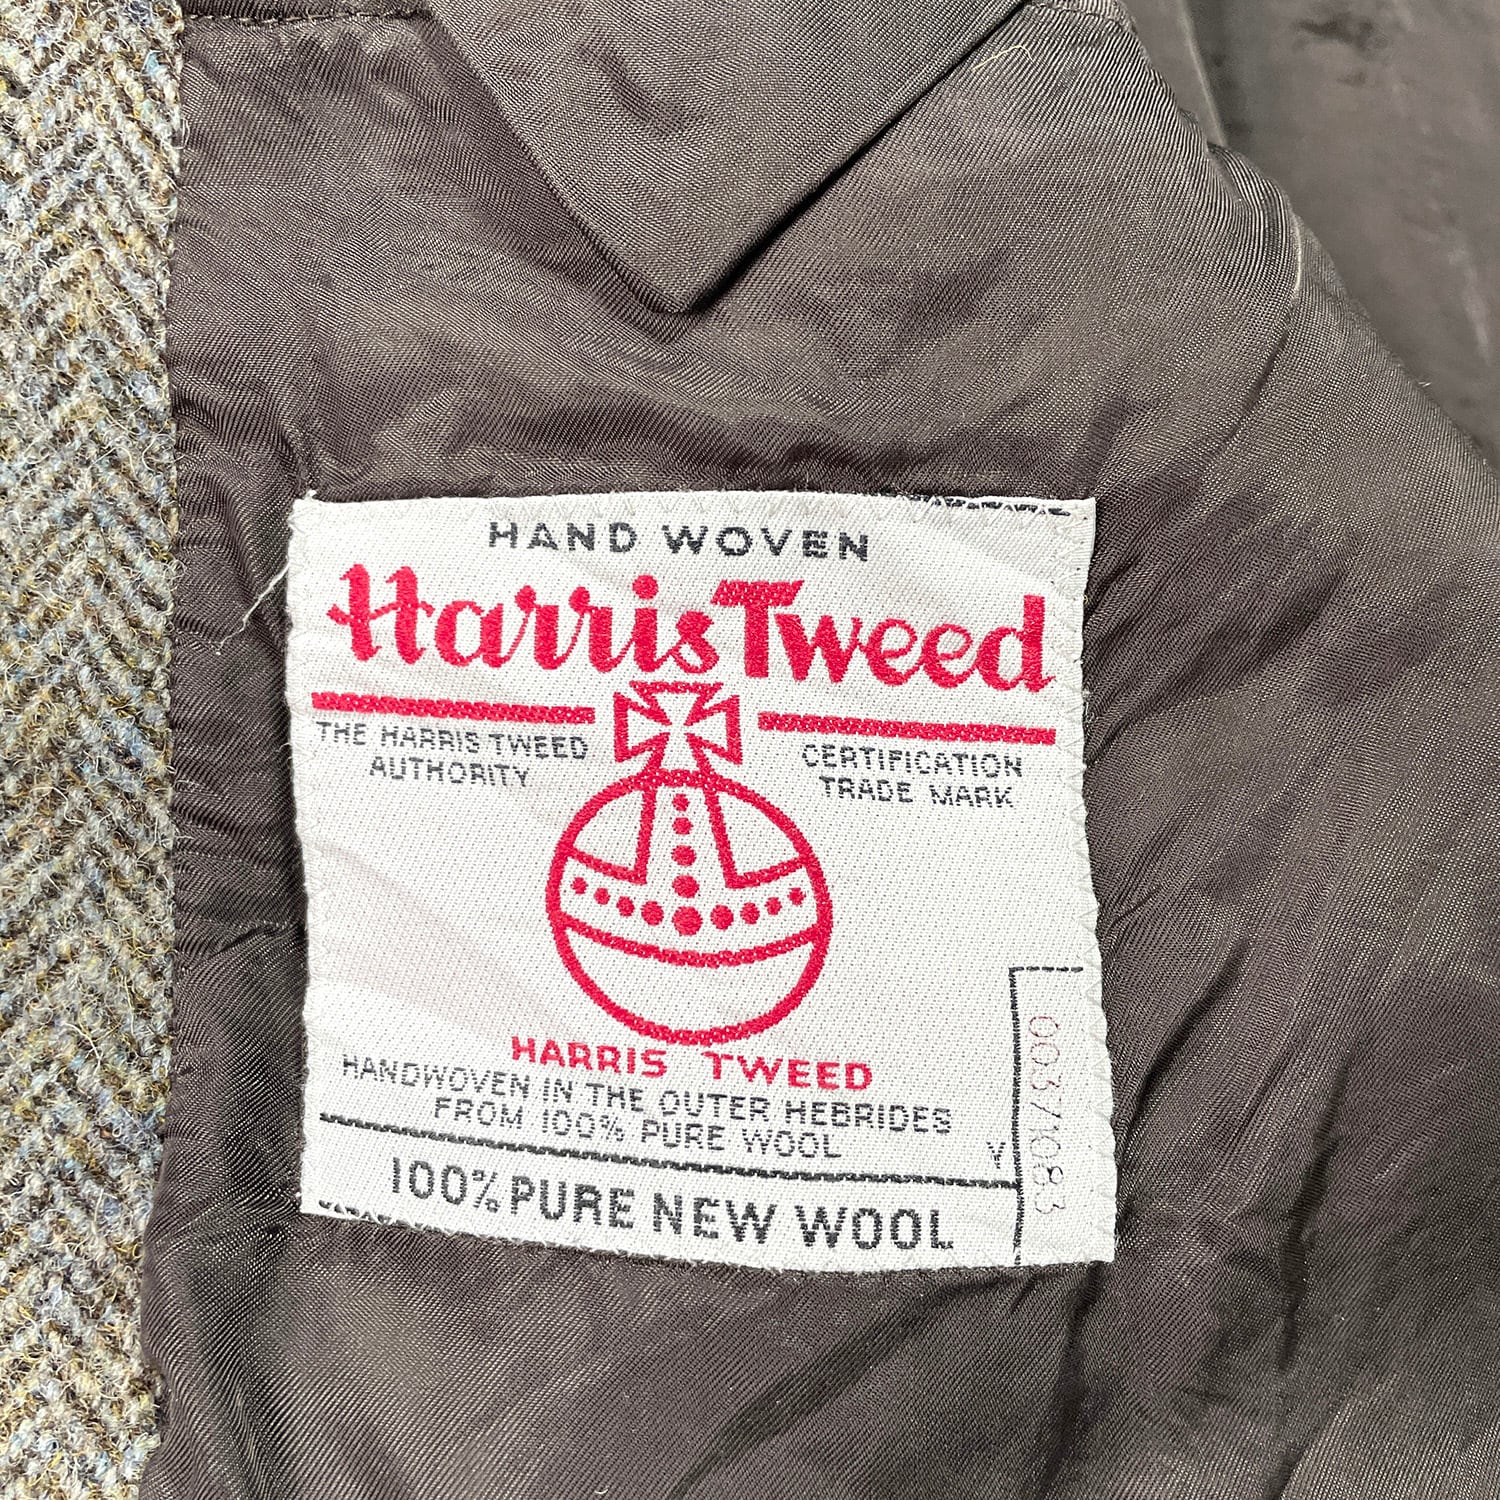 HAND WOVEN
Harris Tweed
THE HARRIS TWEED
AUTHORITY
CERTIFICATION
TRADE MARK
HARRIS TWEED
HANDWOVEN IN THE OUTER HEBRIDES
FROM 100% PURE WOOL
Y
100% PURE NEW WOOL
00371083